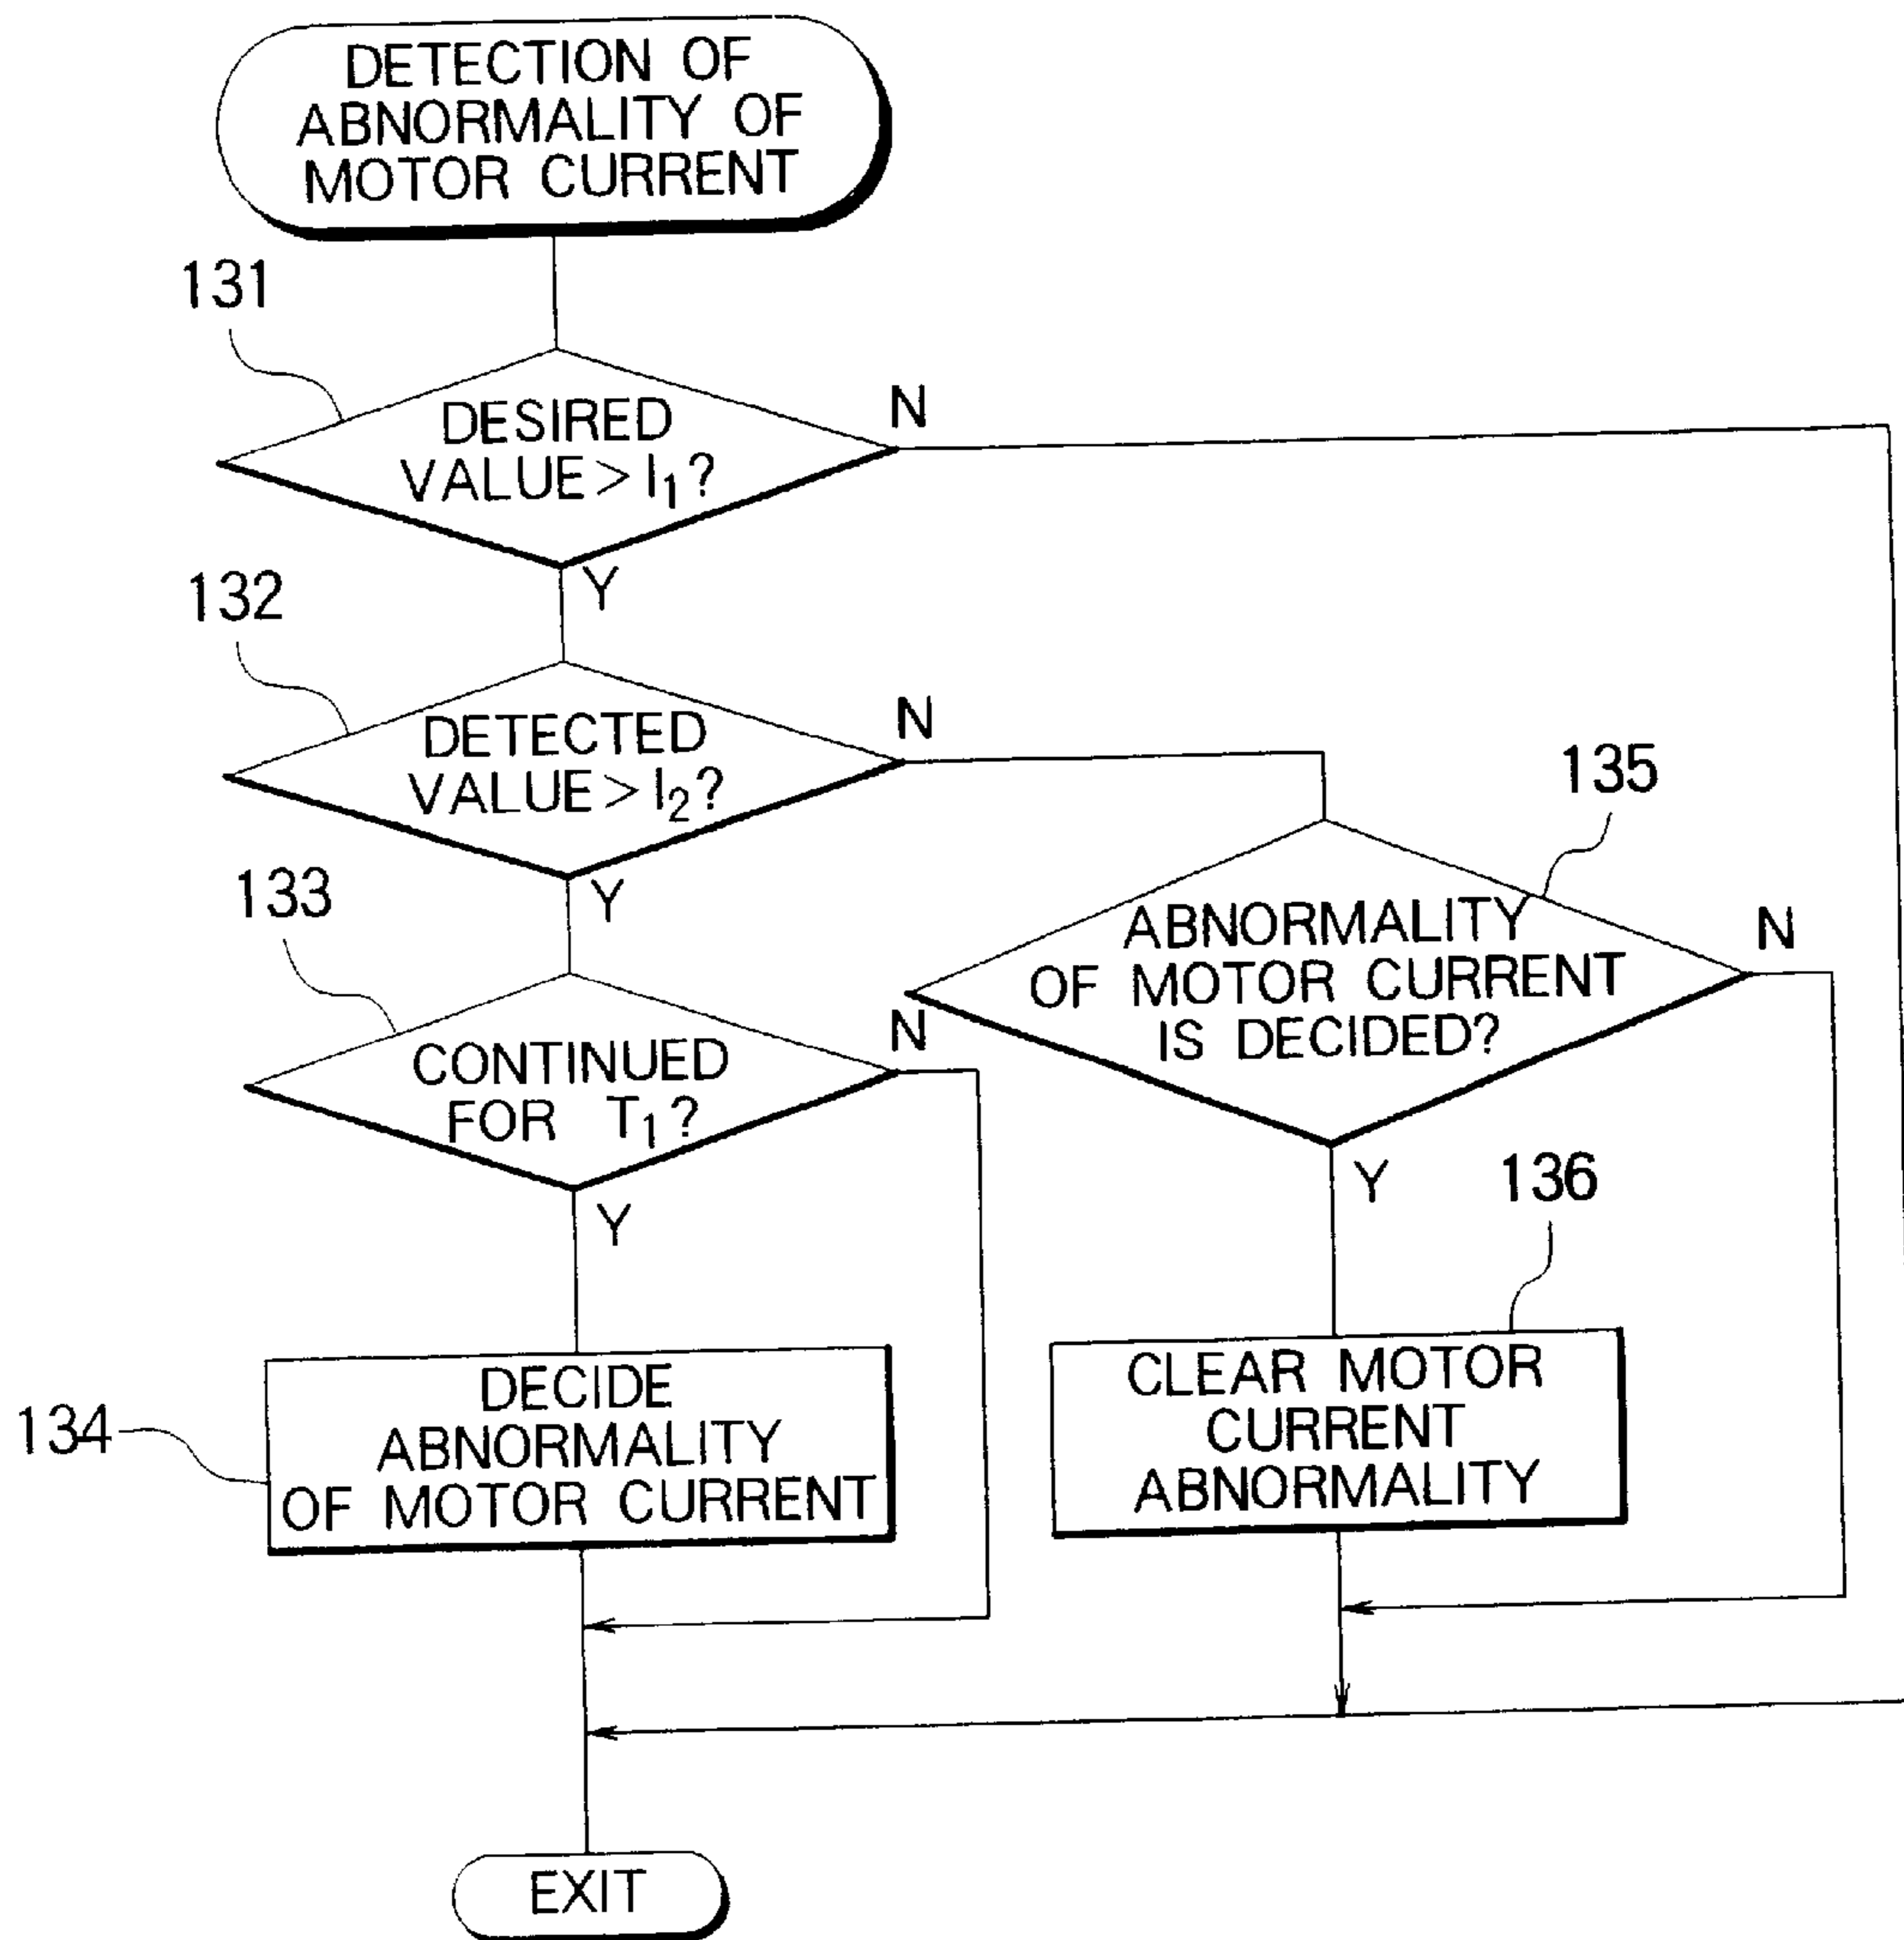 DETECTION OF
ABNORMALITY OF
MOTOR CURRENT
131
DESIRED
VALUE > I₁?
N
Y
132
DETECTED
VALUE > I₂?
N
Y
133
CONTINUED
FOR T₁?
N
Y
134
DECIDE
ABNORMALITY
OF MOTOR CURRENT
135
ABNORMALITY
OF MOTOR CURRENT
IS DECIDED?
N
Y
136
CLEAR MOTOR
CURRENT
ABNORMALITY
EXIT